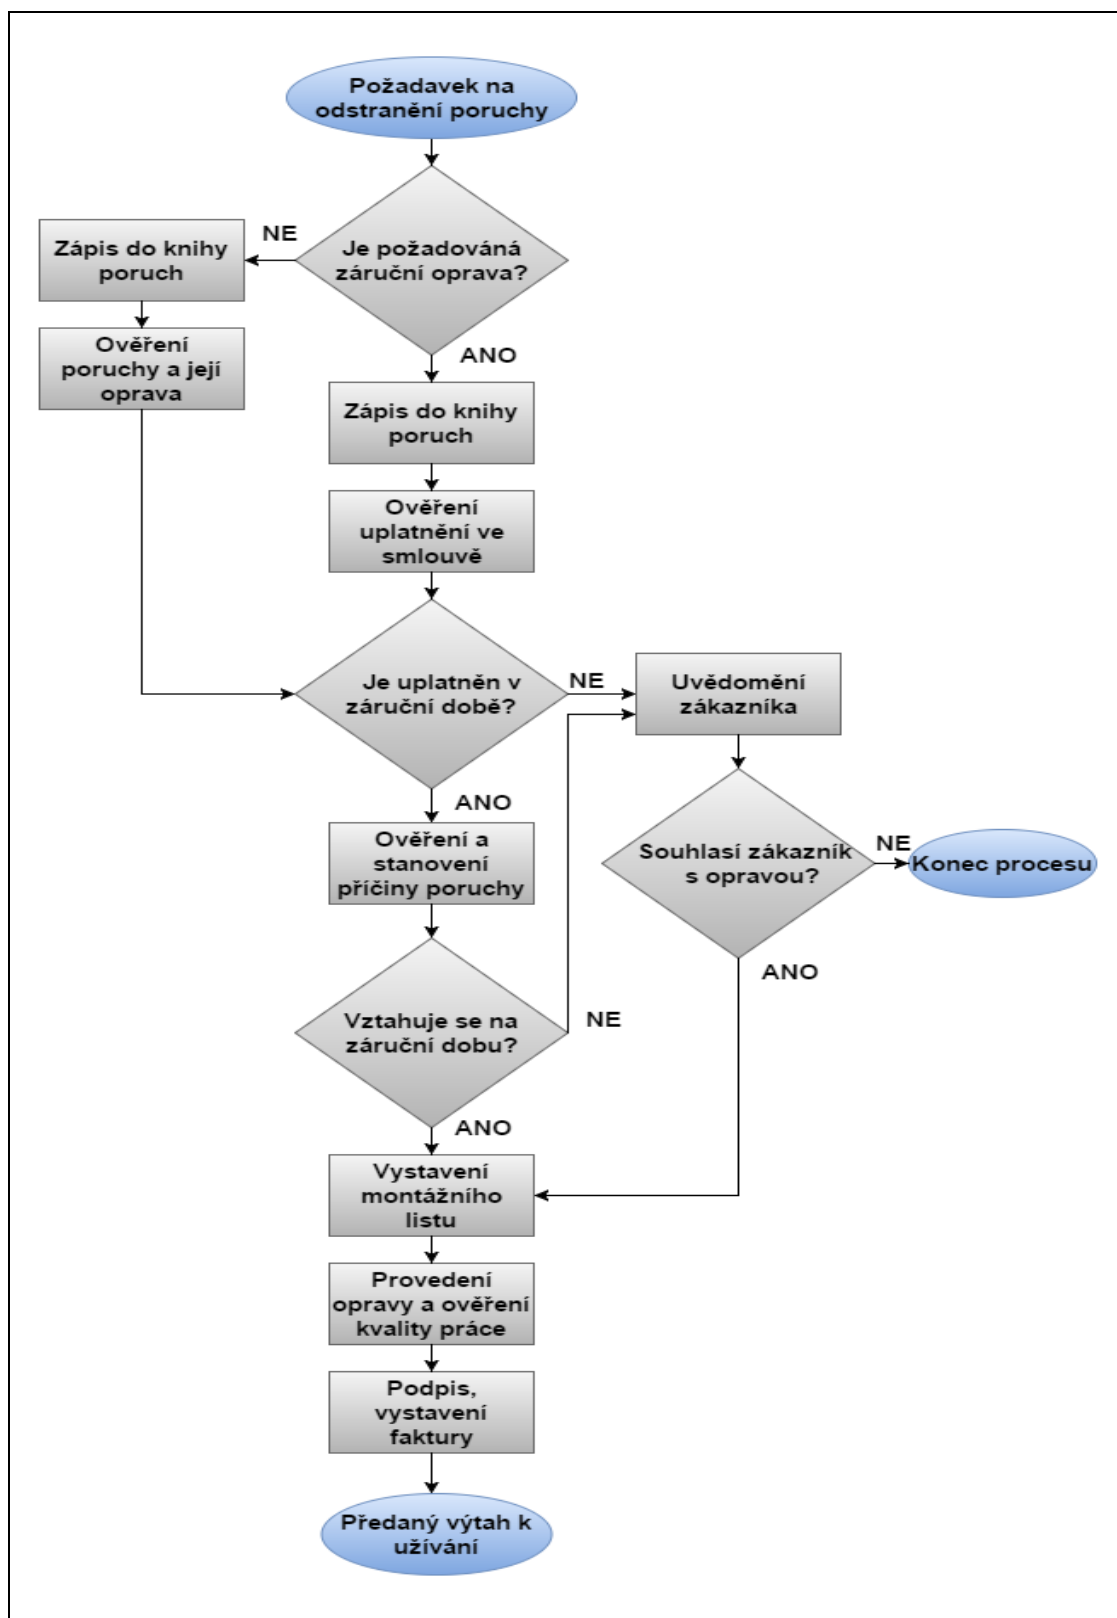 Požadavek na
odstranění poruchy
Je požadováná
záruční oprava?
NE
Zápis do knihy
poruch
Ověření
poruchy a její
oprava
ANO
Zápis do knihy
poruch
Ověření
uplatnění ve
smlouvě
Je uplatněn v
záruční době?
NE
Uvědomění
zákazníka
ANO
Ověření a
stanovení
příčiny poruchy
Souhlasí zákazník
s opravou?
NE
Konec procesu
ANO
Vztahuje se na
záruční dobu?
NE
ANO
Vystavení
montážního
listu
Provedení
opravy a ověření
kvality práce
Podpis,
vystavení
faktury
Předaný výtah k
užívání